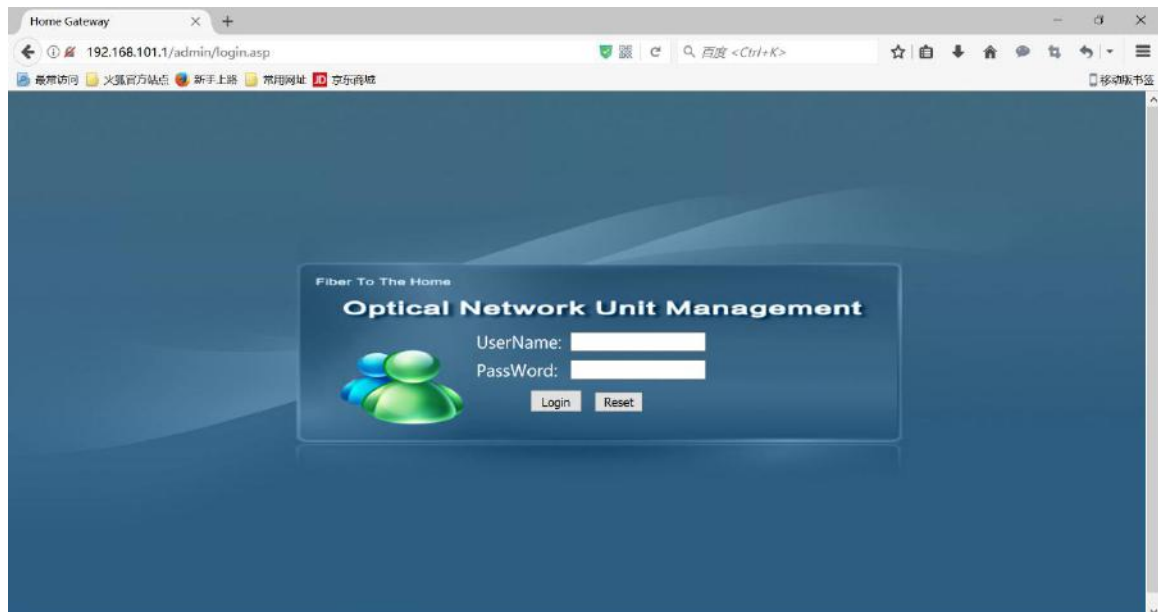 Home Gateway
192.168.101.1/admin/login.asp
百度 <Ctrl+K>
最常访问 火狐官方站点 新手上路 常用网址 JD 京东商城
移动版书签
Fiber To The Home
Optical Network Unit Management
UserName:
PassWord:
Login Reset